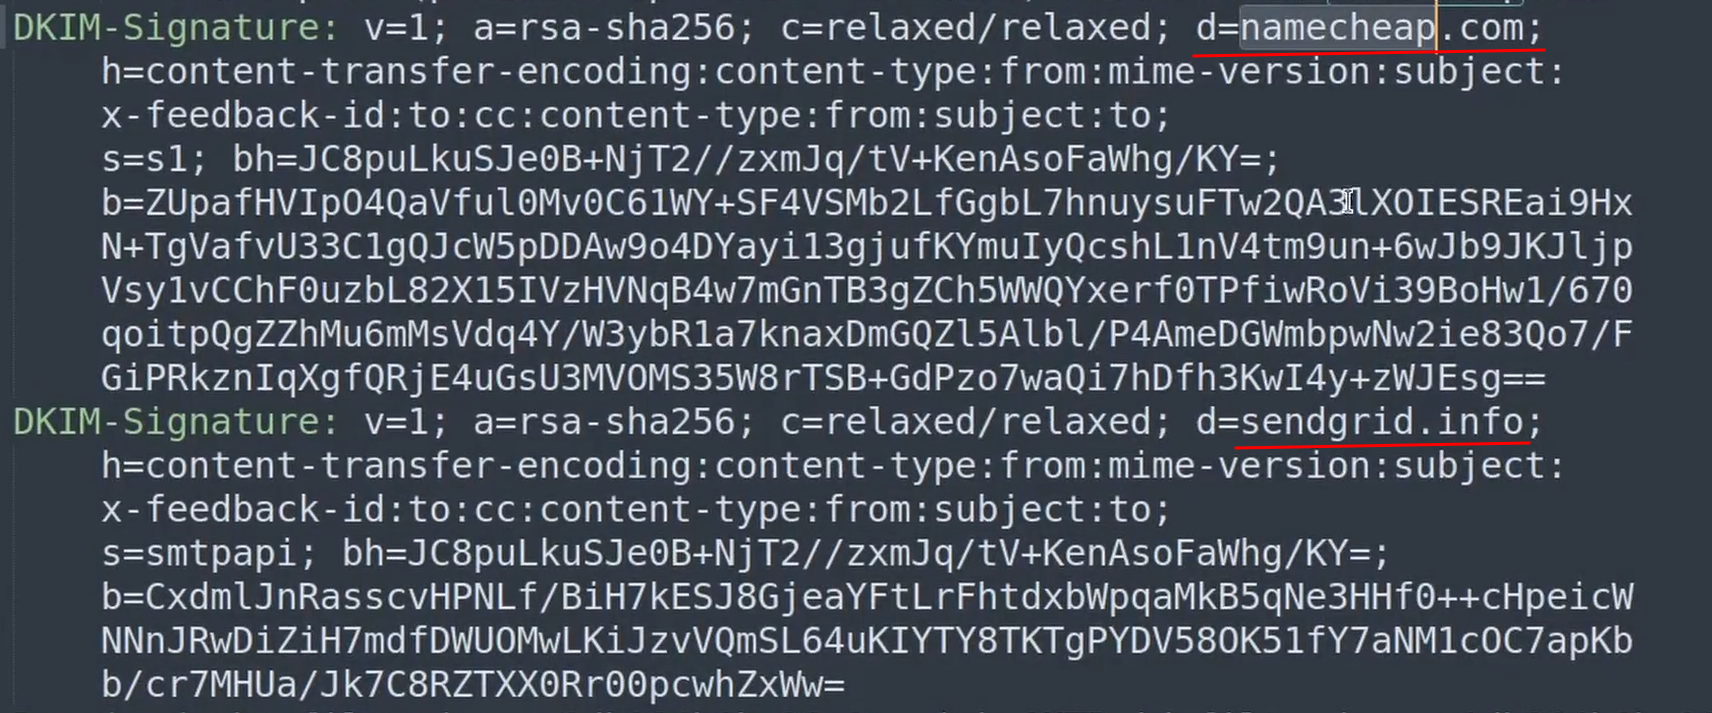 DKIM-Signature: v=1; a=rsa-sha256; c=relaxed/relaxed; d=namecheap.com;
h=content-transfer-encoding:content-type:from:mime-version:subject:
x-feedback-id:to:cc:content-type:from:subject:to;
s=s1; bh=JC8puLkuSJe0B+NjT2//zxmJq/tV+KenAsoFaWhg/KY=;
b=ZUpafHVIpO4QaVful0Mv0C61WY+SF4VSMb2LfGgbL7hnuysuFTw2QA3lXOIESREai9Hx
N+TgVafvU33C1gQJcW5pDDAw9o4DYayi13gjufKYmuIyQcshL1nV4tm9un+6wJb9JKJljp
Vsy1vCChF0uzbL82X15IVzHVNqB4w7mGnTB3gZCh5WWQYxerf0TPfiwRoVi39BoHw1/670
qoitpQgZZhMu6mMsVdq4Y/W3ybR1a7knaxDmGQZl5Albl/P4AmeDGWmbpwNw2ie83Qo7/F
GiPRkznIqXgfQRjE4uGsU3MVOMS35W8rTSB+GdPzo7waQi7hDfh3KwI4y+zWJEsg==
DKIM-Signature: v=1; a=rsa-sha256; c=relaxed/relaxed; d=sendgrid.info;
h=content-transfer-encoding:content-type:from:mime-version:subject:
x-feedback-id:to:cc:content-type:from:subject:to;
s=smtpapi; bh=JC8puLkuSJe0B+NjT2//zxmJq/tV+KenAsoFaWhg/KY=;
b=CxdmlJnRasscvHPNLf/BiH7kESJ8GjeaYFtLrFhtdxbWpqaMkB5qNe3HHf0++cHpeicW
NNnJRwDiZiH7mdfDWUOMwLKiJzvVQmSL64uKIYTY8TKTgPYDV58OK51fY7aNM1cOC7apKb
b/cr7MHUa/Jk7C8RZTXX0Rr00pcwhZxWw=